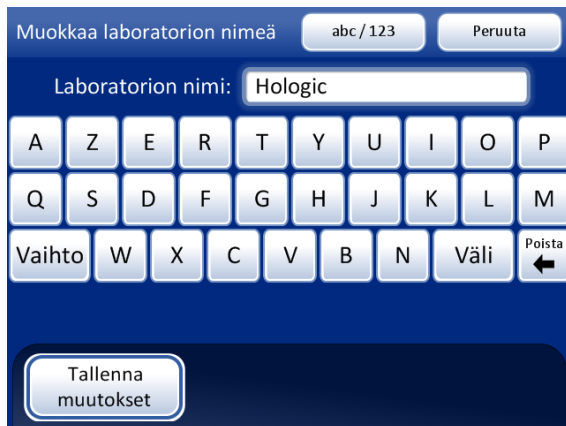 Muokkaa laboratorion nimeä abc / 123 Peruuta
Laboratorion nimi: Hologic
A Z E R T Y U I O P
Q S D F G H J K L M
Vaihto W X C V B N Väli Poista
Tallenna
muutokset